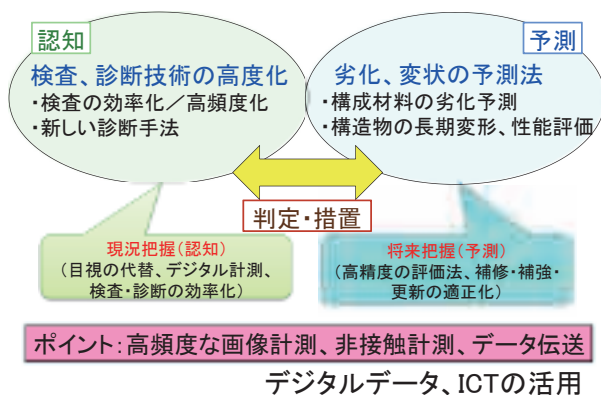 認知
検査、診断技術の高度化
・検査の効率化／高頻度化
・新しい診断手法
予測
劣化、変状の予測法
・構成材料の劣化予測
・構造物の長期変形、性能評価
判定・措置
現況把握（認知）
（目視の代替、デジタル計測、
検査・診断の効率化）
将来把握（予測）
（高精度の評価法、補修・補強・
更新の適正化）
ポイント：高頻度な画像計測、非接触計測、データ伝送
デジタルデータ、ICTの活用